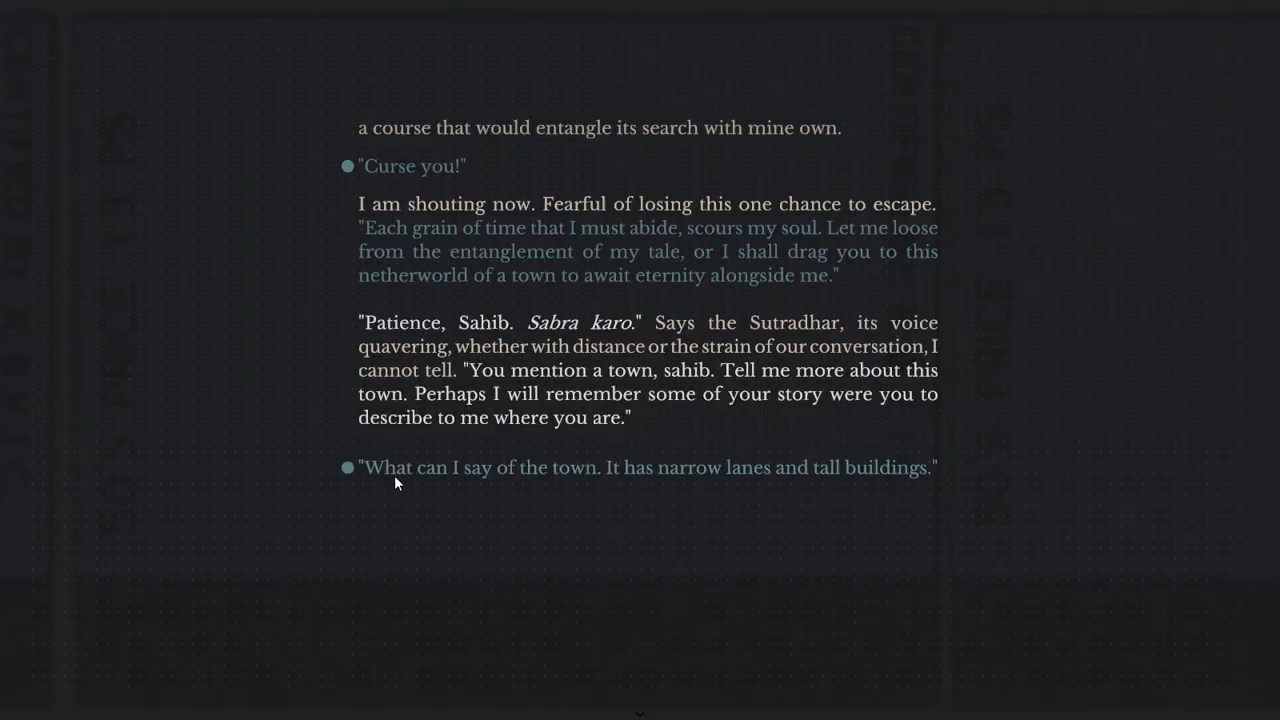 a course that would entangle its search with mine own.
"Curse you!"
I am shouting now. Fearful of losing this one chance to escape.
"Each grain of time that I must abide, scours my soul. Let me loose
from the entanglement of my tale, or I shall drag you to this
netherworld of a town to await eternity alongside me."
"Patience, Sahib. Sabra karo." Says the Sutradhar, its voice
quavering, whether with distance or the strain of our conversation, I
cannot tell. "You mention a town, sahib. Tell me more about this
town. Perhaps I will remember some of your story were you to
describe to me where you are."
"What can I say of the town. It has narrow lanes and tall buildings."